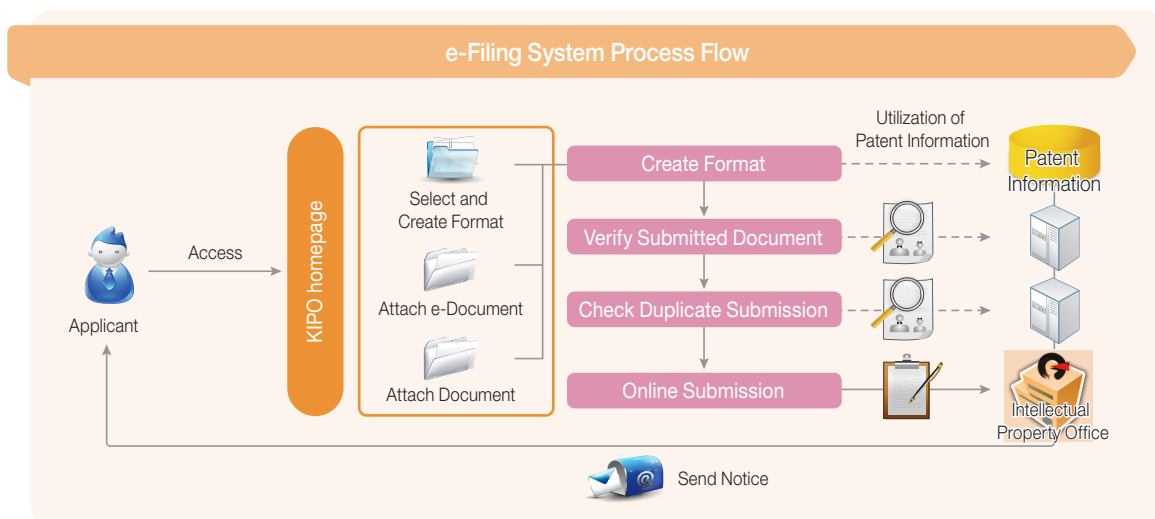 e-Filing System Process Flow
Utilization of
Patent Information
Patent
Information
Create Format
Select and
Create Format
KIPO homepage
Verify Submitted Document
Access
Attach e-Document
Check Duplicate Submission
Applicant
Attach Document
Online Submission
Intellectual
Property Office
@
Send Notice